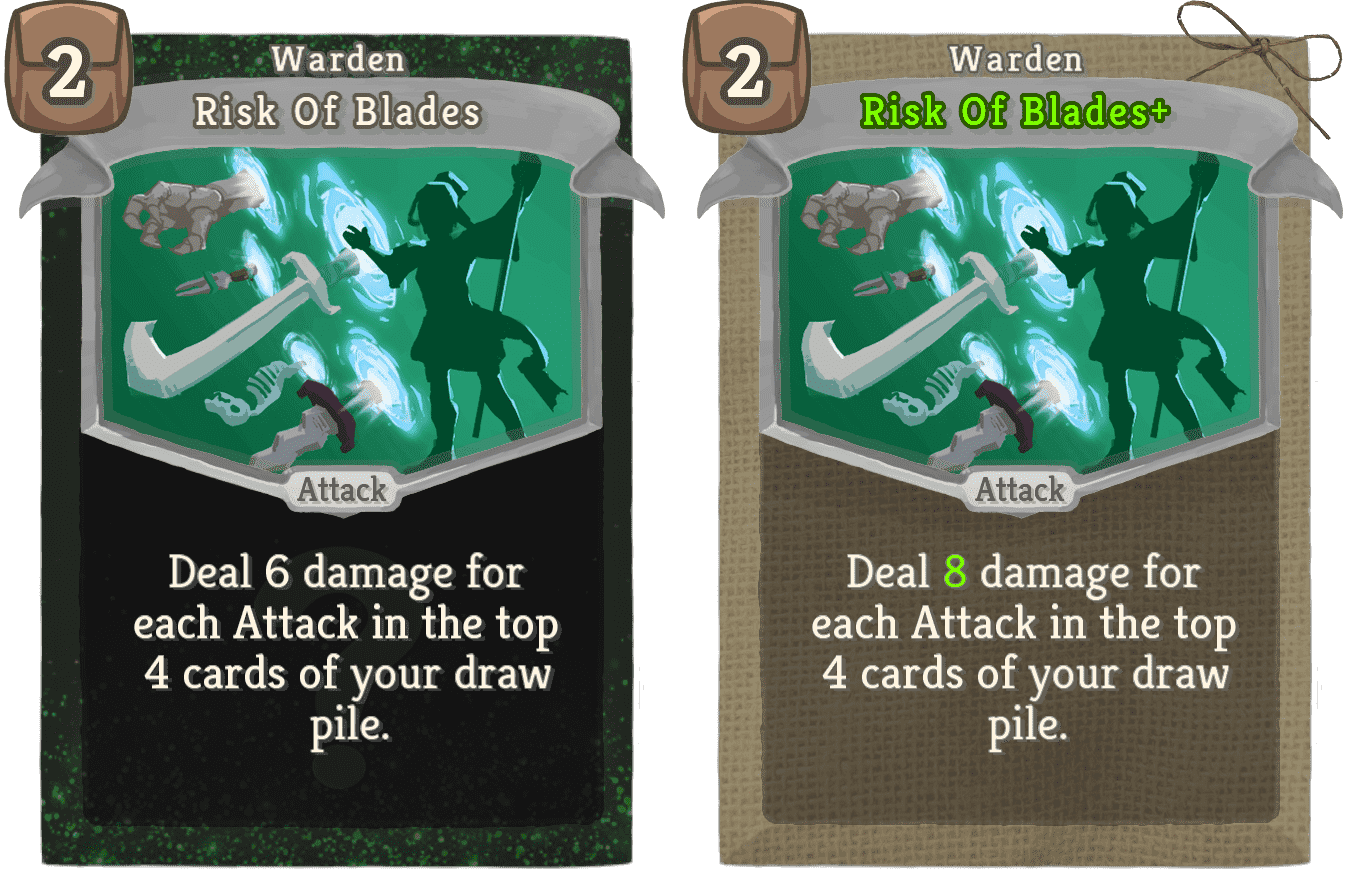 2
Warden
Risk Of Blades
Attack
Deal 6 damage for
each Attack in the top
4 cards of your draw
pile.
2
Warden
Risk Of Blades+
Attack
Deal 8 damage for
each Attack in the top
4 cards of your draw
pile.